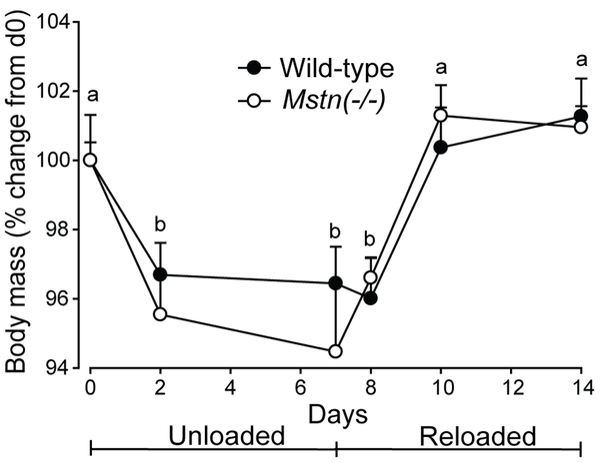 104
102
100
98
96
94
Body mass (% change from d0)
Wild-type
Mstn(-/-)
a
b
b
b
a
a
0 2 4 6 8 10 12 14
Days
Unloaded Reloaded